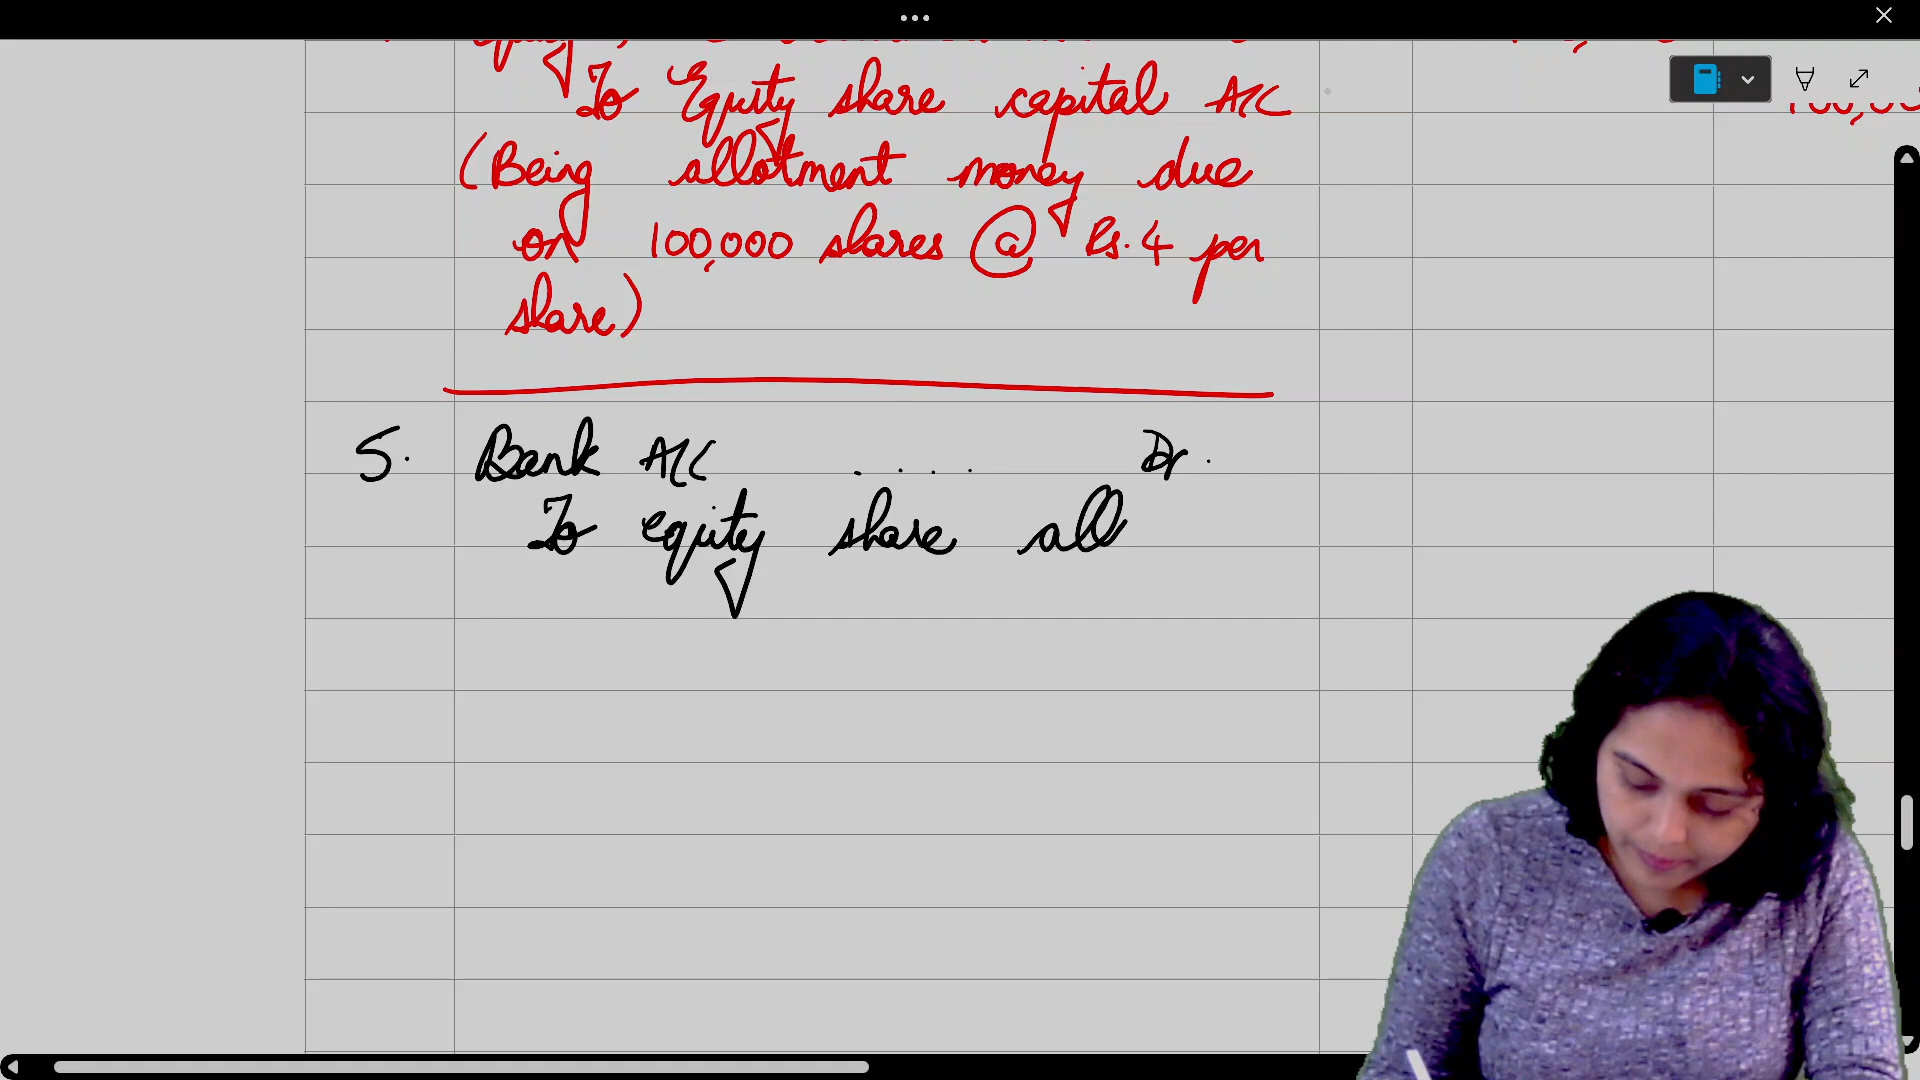 To Equity share capital A/C
(Being allotment money due
on 100,000 shares @ Rs. 4 per
share)
5. Bank A/C .... Dr.
To equity share all